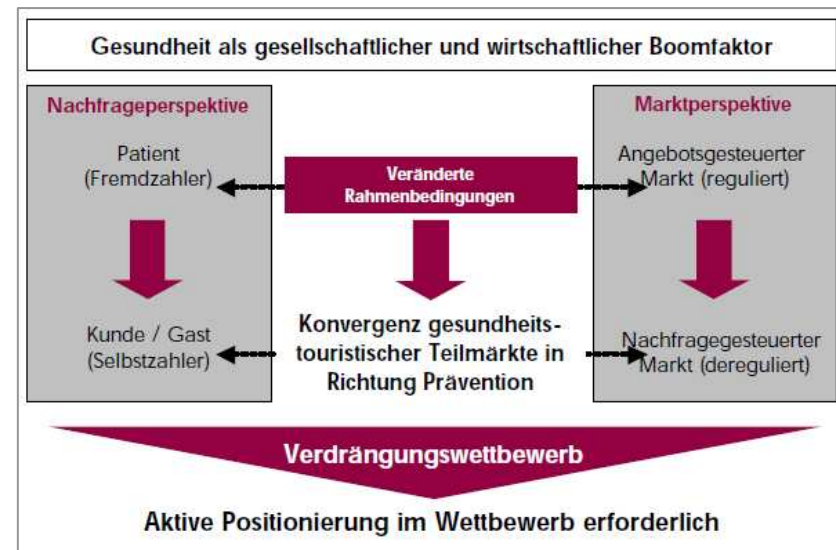 Gesundheit als gesellschaftlicher und wirtschaftlicher Boomfaktor
Nachfrageperspektive
Patient
(Fremdzahler)
Kunde / Gast
(Selbstzahler)
Veränderte
Rahmenbedingungen
Konvergenz gesundheits-
touristischer Teilmärkte in
Richtung Prävention
Marktperspektive
Angebotsgesteuerter
Markt (reguliert)
Nachfragegesteuerter
Markt (dereguliert)
Verdrängungswettbewerb
Aktive Positionierung im Wettbewerb erforderlich